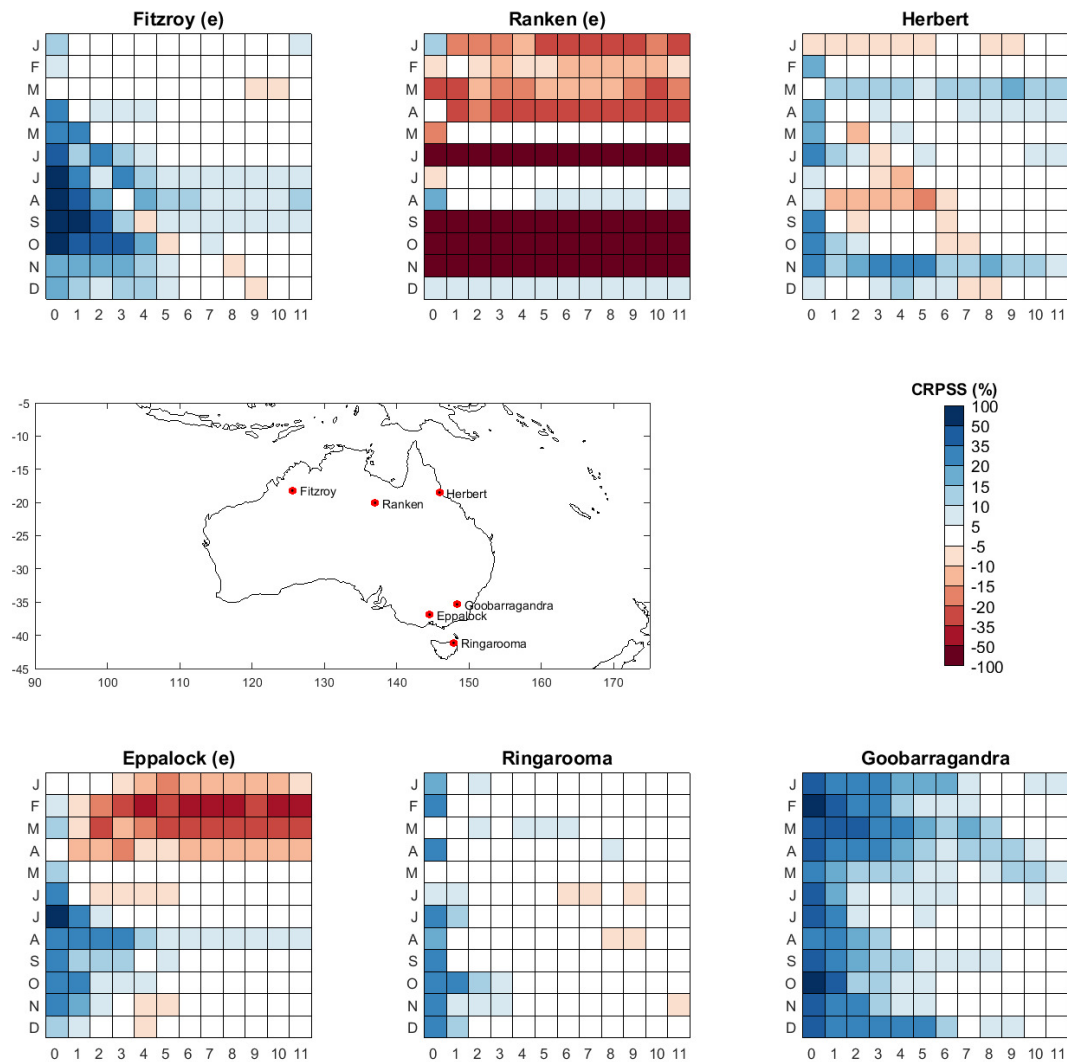 Fitzroy (e) Ranken (e) Herbert
J J J
F F F
M M M
A A A
M M M
J J J
J J J
A A A
S S S
O O O
N N N
D D D
0 1 2 3 4 5 6 7 8 9 10 11 0 1 2 3 4 5 6 7 8 9 10 11 0 1 2 3 4 5 6 7 8 9 10 11
CRPSS (%)
-5
-10
-15
-20
-25
-30
-35
-40
-45
90 100 110 120 130 140 150 160 170
Fitzroy
Ranken
Herbert
Goobarragandra
Eppalock
Ringarooma
100
50
35
20
15
10
5
-5
-10
-15
-20
-35
-50
-100
Eppalock (e) Ringarooma Goobarragandra
J J J
F F F
M M M
A A A
M M M
J J J
J J J
A A A
S S S
O O O
N N N
D D D
0 1 2 3 4 5 6 7 8 9 10 11 0 1 2 3 4 5 6 7 8 9 10 11 0 1 2 3 4 5 6 7 8 9 10 11